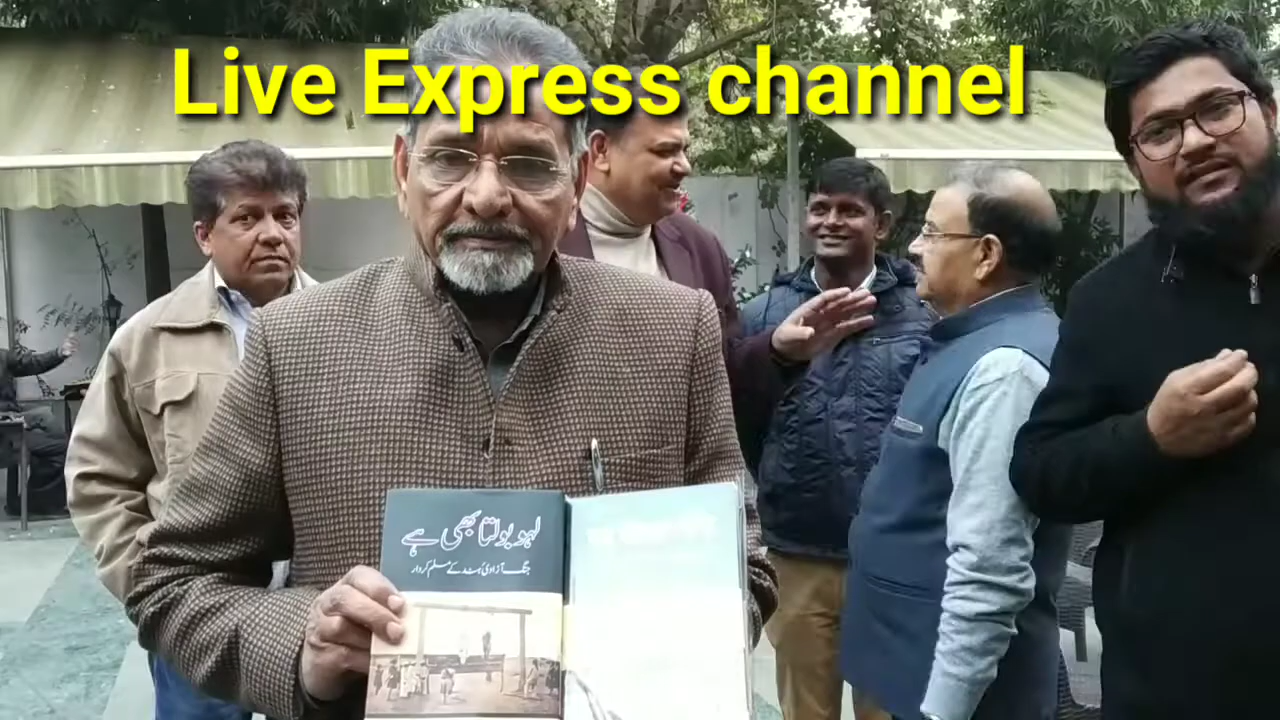 Live Express channel
لہو بولتا بھی ہے
جنگ آزادیٔ ہند کے مسلم کردار